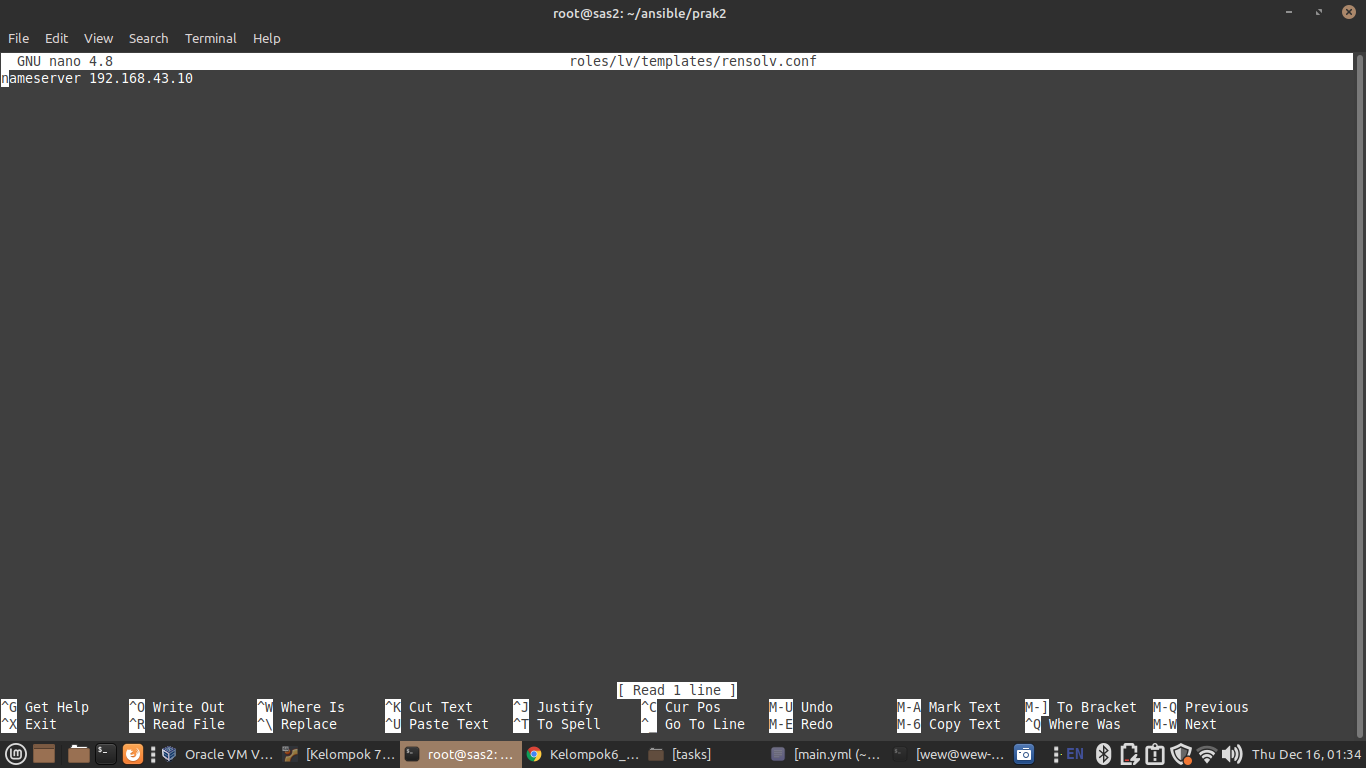 root@sas2: ~/ansible/prak2
File Edit View Search Terminal Help
GNU nano 4.8 roles/lv/templates/rensolv.conf
nameserver 192.168.43.10
[ Read 1 line ]
^G Get Help ^O Write Out ^W Where Is ^K Cut Text ^J Justify ^C Cur Pos M-U Undo M-A Mark Text M-] To Bracket M-Q Previous
^X Exit ^R Read File ^\ Replace ^U Paste Text ^T To Spell ^_ Go To Line M-E Redo M-6 Copy Text ^Q Where Was M-W Next
Oracle VM V... [Kelompok 7... root@sas2: ... Kelompok6_... [tasks] [main.yml (~... [wew@wew-... EN Thu Dec 16, 01:34